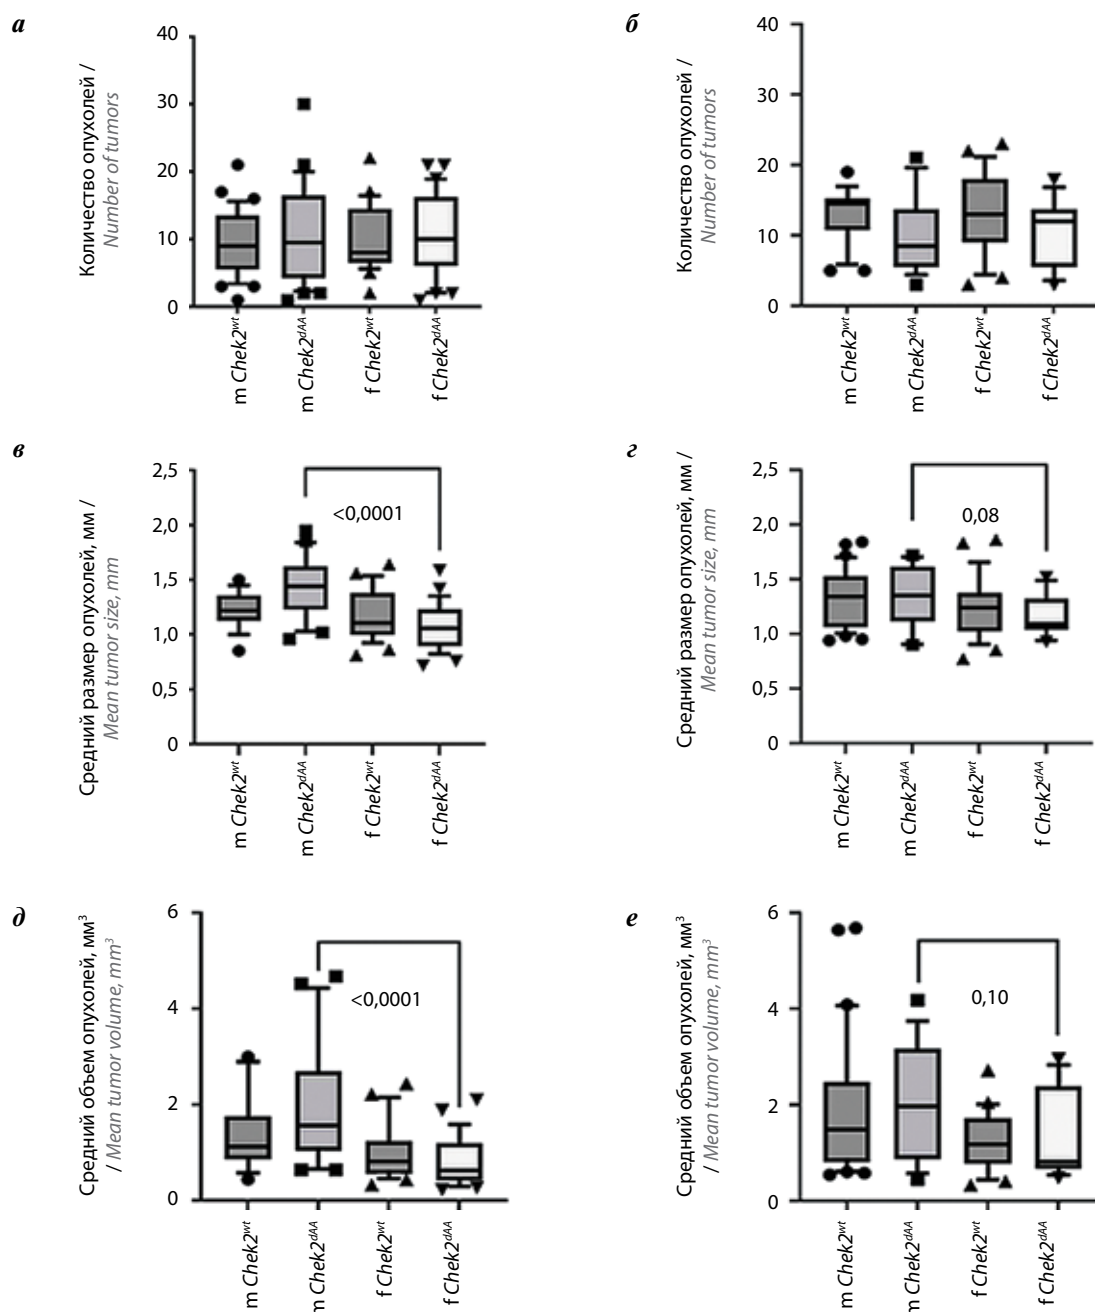 а
Количество опухолей /
Number of tumors
40
30
20
10
0
m Chek2wt
m Chek2dAA
f Chek2wt
f Chek2dAA
б
Количество опухолей /
Number of tumors
40
30
20
10
0
m Chek2wt
m Chek2dAA
f Chek2wt
f Chek2dAA
в
Средний размер опухолей, мм /
Mean tumor size, mm
2,5
2,0
1,5
1,0
0,5
0
<0,0001
m Chek2wt
m Chek2dAA
f Chek2wt
f Chek2dAA
г
Средний размер опухолей, мм /
Mean tumor size, mm
2,5
2,0
1,5
1,0
0,5
0
0,08
m Chek2wt
m Chek2dAA
f Chek2wt
f Chek2dAA
д
Средний объем опухолей, мм³
/ Mean tumor volume, mm³
6
4
2
0
<0,0001
m Chek2wt
m Chek2dAA
f Chek2wt
f Chek2dAA
е
Средний объем опухолей, мм³
/ Mean tumor volume, mm³
6
4
2
0
0,10
m Chek2wt
m Chek2dAA
f Chek2wt
f Chek2dAA